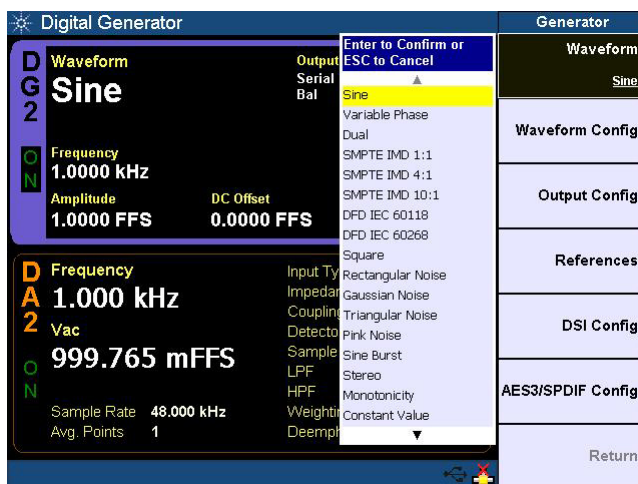 Digital Generator
Generator
DG2
ON
Waveform
Sine
Output
Serial
Bal
Frequency
1.0000 kHz
Amplitude
1.0000 FFS
DC Offset
0.0000 FFS
DA2
ON
Frequency
1.000 kHz
Vac
999.765 mFFS
Sample Rate 48.000 kHz
Avg. Points 1
Input Ty
Impedan
Coupling
Detecto
Sample
LPF
HPF
Weightin
Deemph
Enter to Confirm or
ESC to Cancel
Sine
Variable Phase
Dual
SMPTE IMD 1:1
SMPTE IMD 4:1
SMPTE IMD 10:1
DFD IEC 60118
DFD IEC 60268
Square
Rectangular Noise
Gaussian Noise
Triangular Noise
Pink Noise
Sine Burst
Stereo
Monotonicity
Constant Value
Waveform
Sine
Waveform Config
Output Config
References
DSI Config
AES3/SPDIF Config
Return